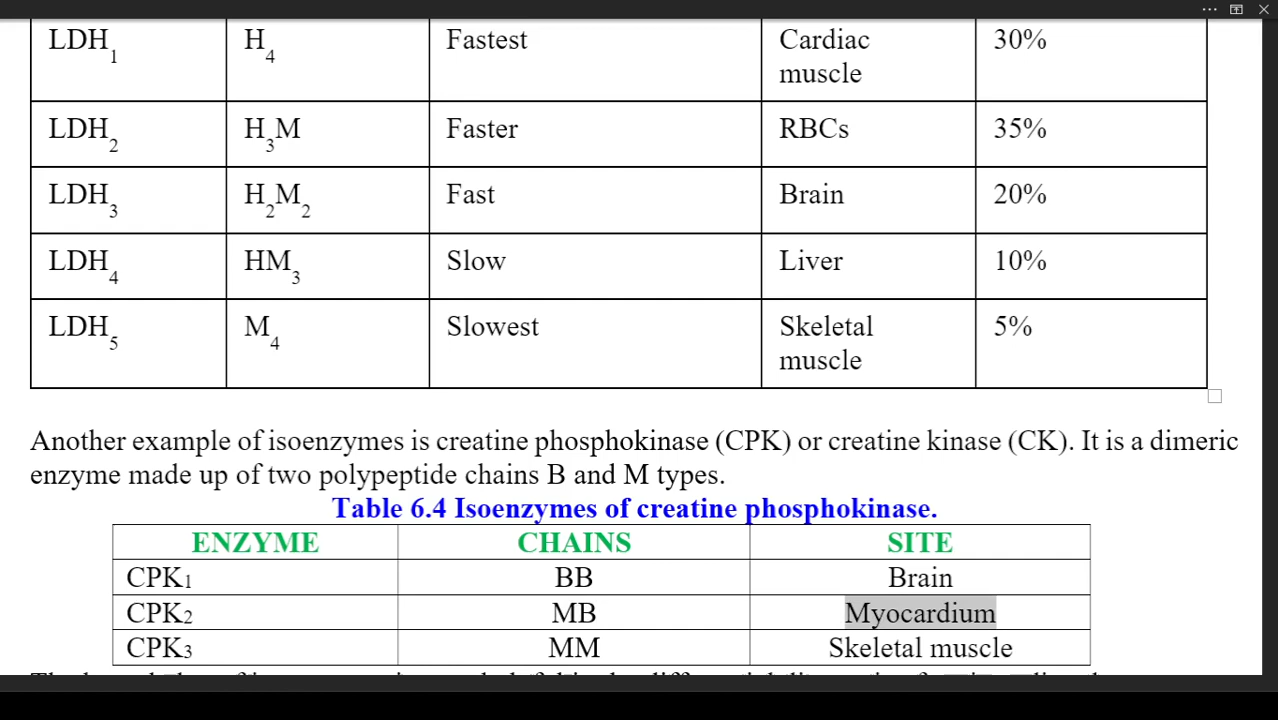 LDH1 H4 Fastest Cardiac muscle 30%
LDH2 H3M Faster RBCs 35%
LDH3 H2M2 Fast Brain 20%
LDH4 HM3 Slow Liver 10%
LDH5 M4 Slowest Skeletal muscle 5%
Another example of isoenzymes is creatine phosphokinase (CPK) or creatine kinase (CK). It is a dimeric
enzyme made up of two polypeptide chains B and M types.
Table 6.4 Isoenzymes of creatine phosphokinase.
ENZYME CHAINS SITE
CPK1 BB Brain
CPK2 MB Myocardium
CPK3 MM Skeletal muscle